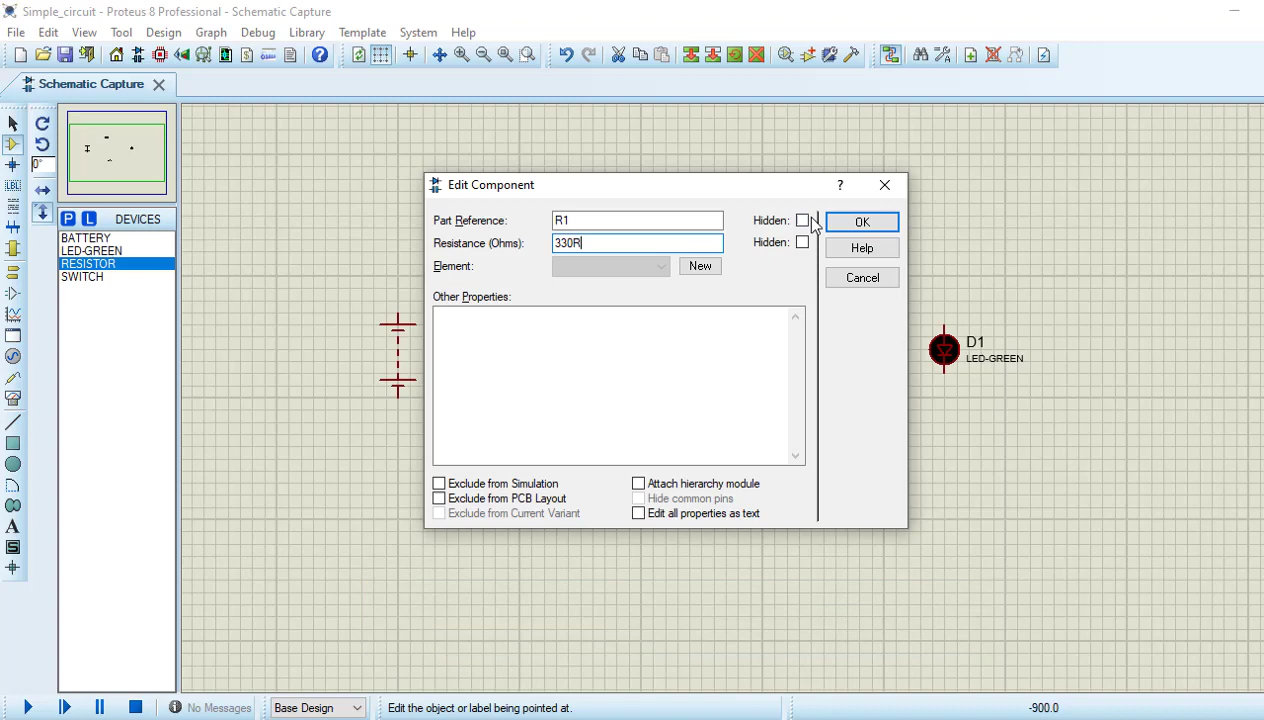 Simple_circuit - Proteus 8 Professional - Schematic Capture
File Edit View Tool Design Graph Debug Library Template System Help
Schematic Capture
0°
LBL
P L DEVICES
BATTERY
LED-GREEN
RESISTOR
SWITCH
A
S
Edit Component ?
Part Reference: R1 Hidden: OK
Resistance (Ohms): 330R Hidden: Help
Element: New Cancel
Other Properties:
D1
LED-GREEN
Exclude from Simulation Attach hierarchy module
Exclude from PCB Layout Hide common pins
Exclude from Current Variant Edit all properties as text
No Messages Base Design Edit the object or label being pointed at. -900.0